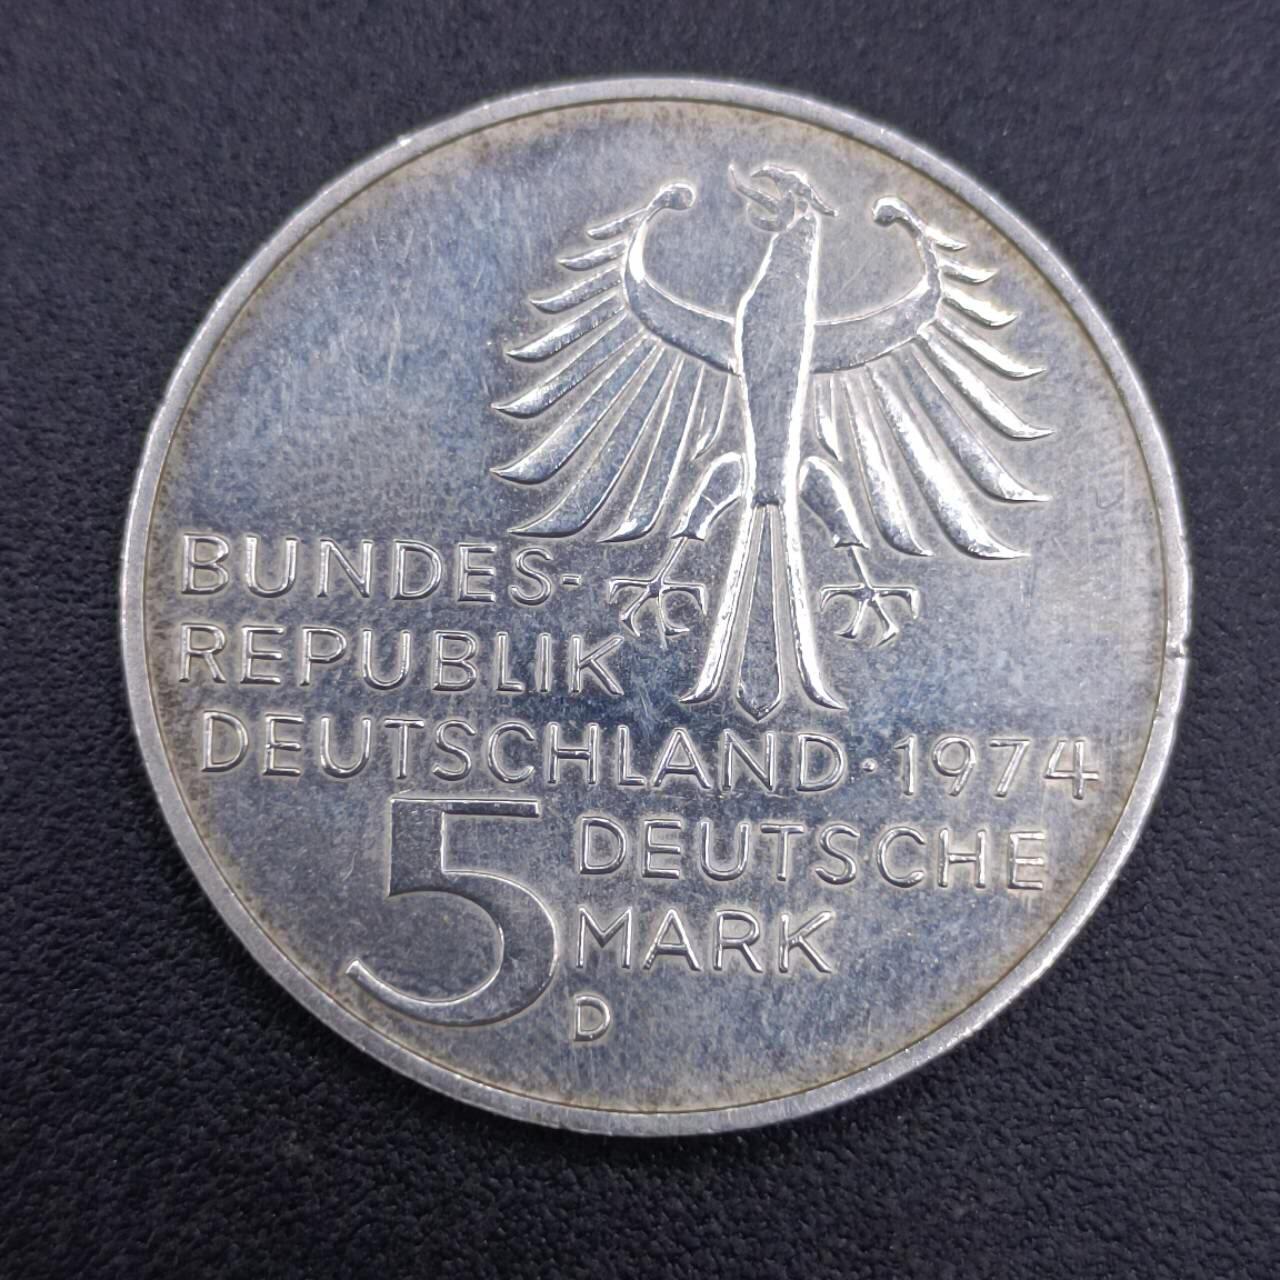 BUNDES-
REPUBLIK
DEUTSCHLAND·1974
5 DEUTSCHE
MARK
D